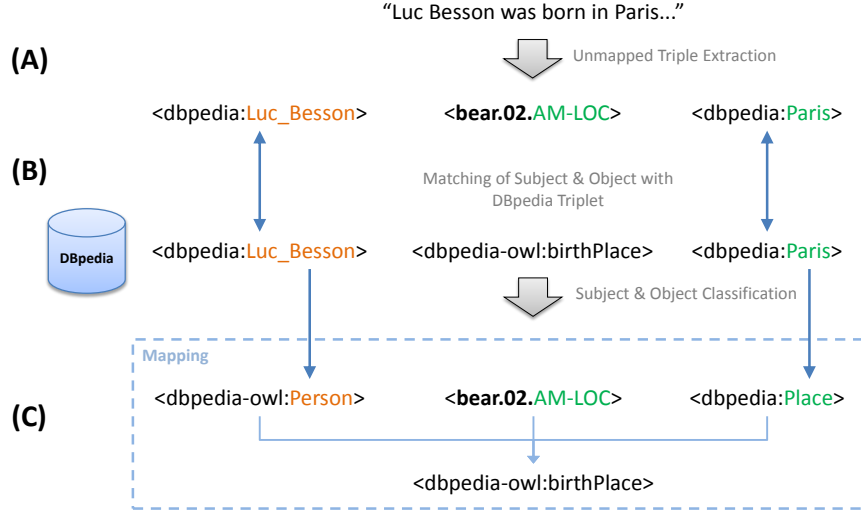 “Luc Besson was born in Paris...”
(A)
Unmapped Triple Extraction
<dbpedia:Luc_Besson> <bear.02.AM-LOC> <dbpedia:Paris>
(B)
Matching of Subject & Object with
DBpedia Triplet
DBpedia
<dbpedia:Luc_Besson> <dbpedia-owl:birthPlace> <dbpedia:Paris>
Subject & Object Classification
Mapping
(C)
<dbpedia-owl:Person> <bear.02.AM-LOC> <dbpedia:Place>
<dbpedia-owl:birthPlace>